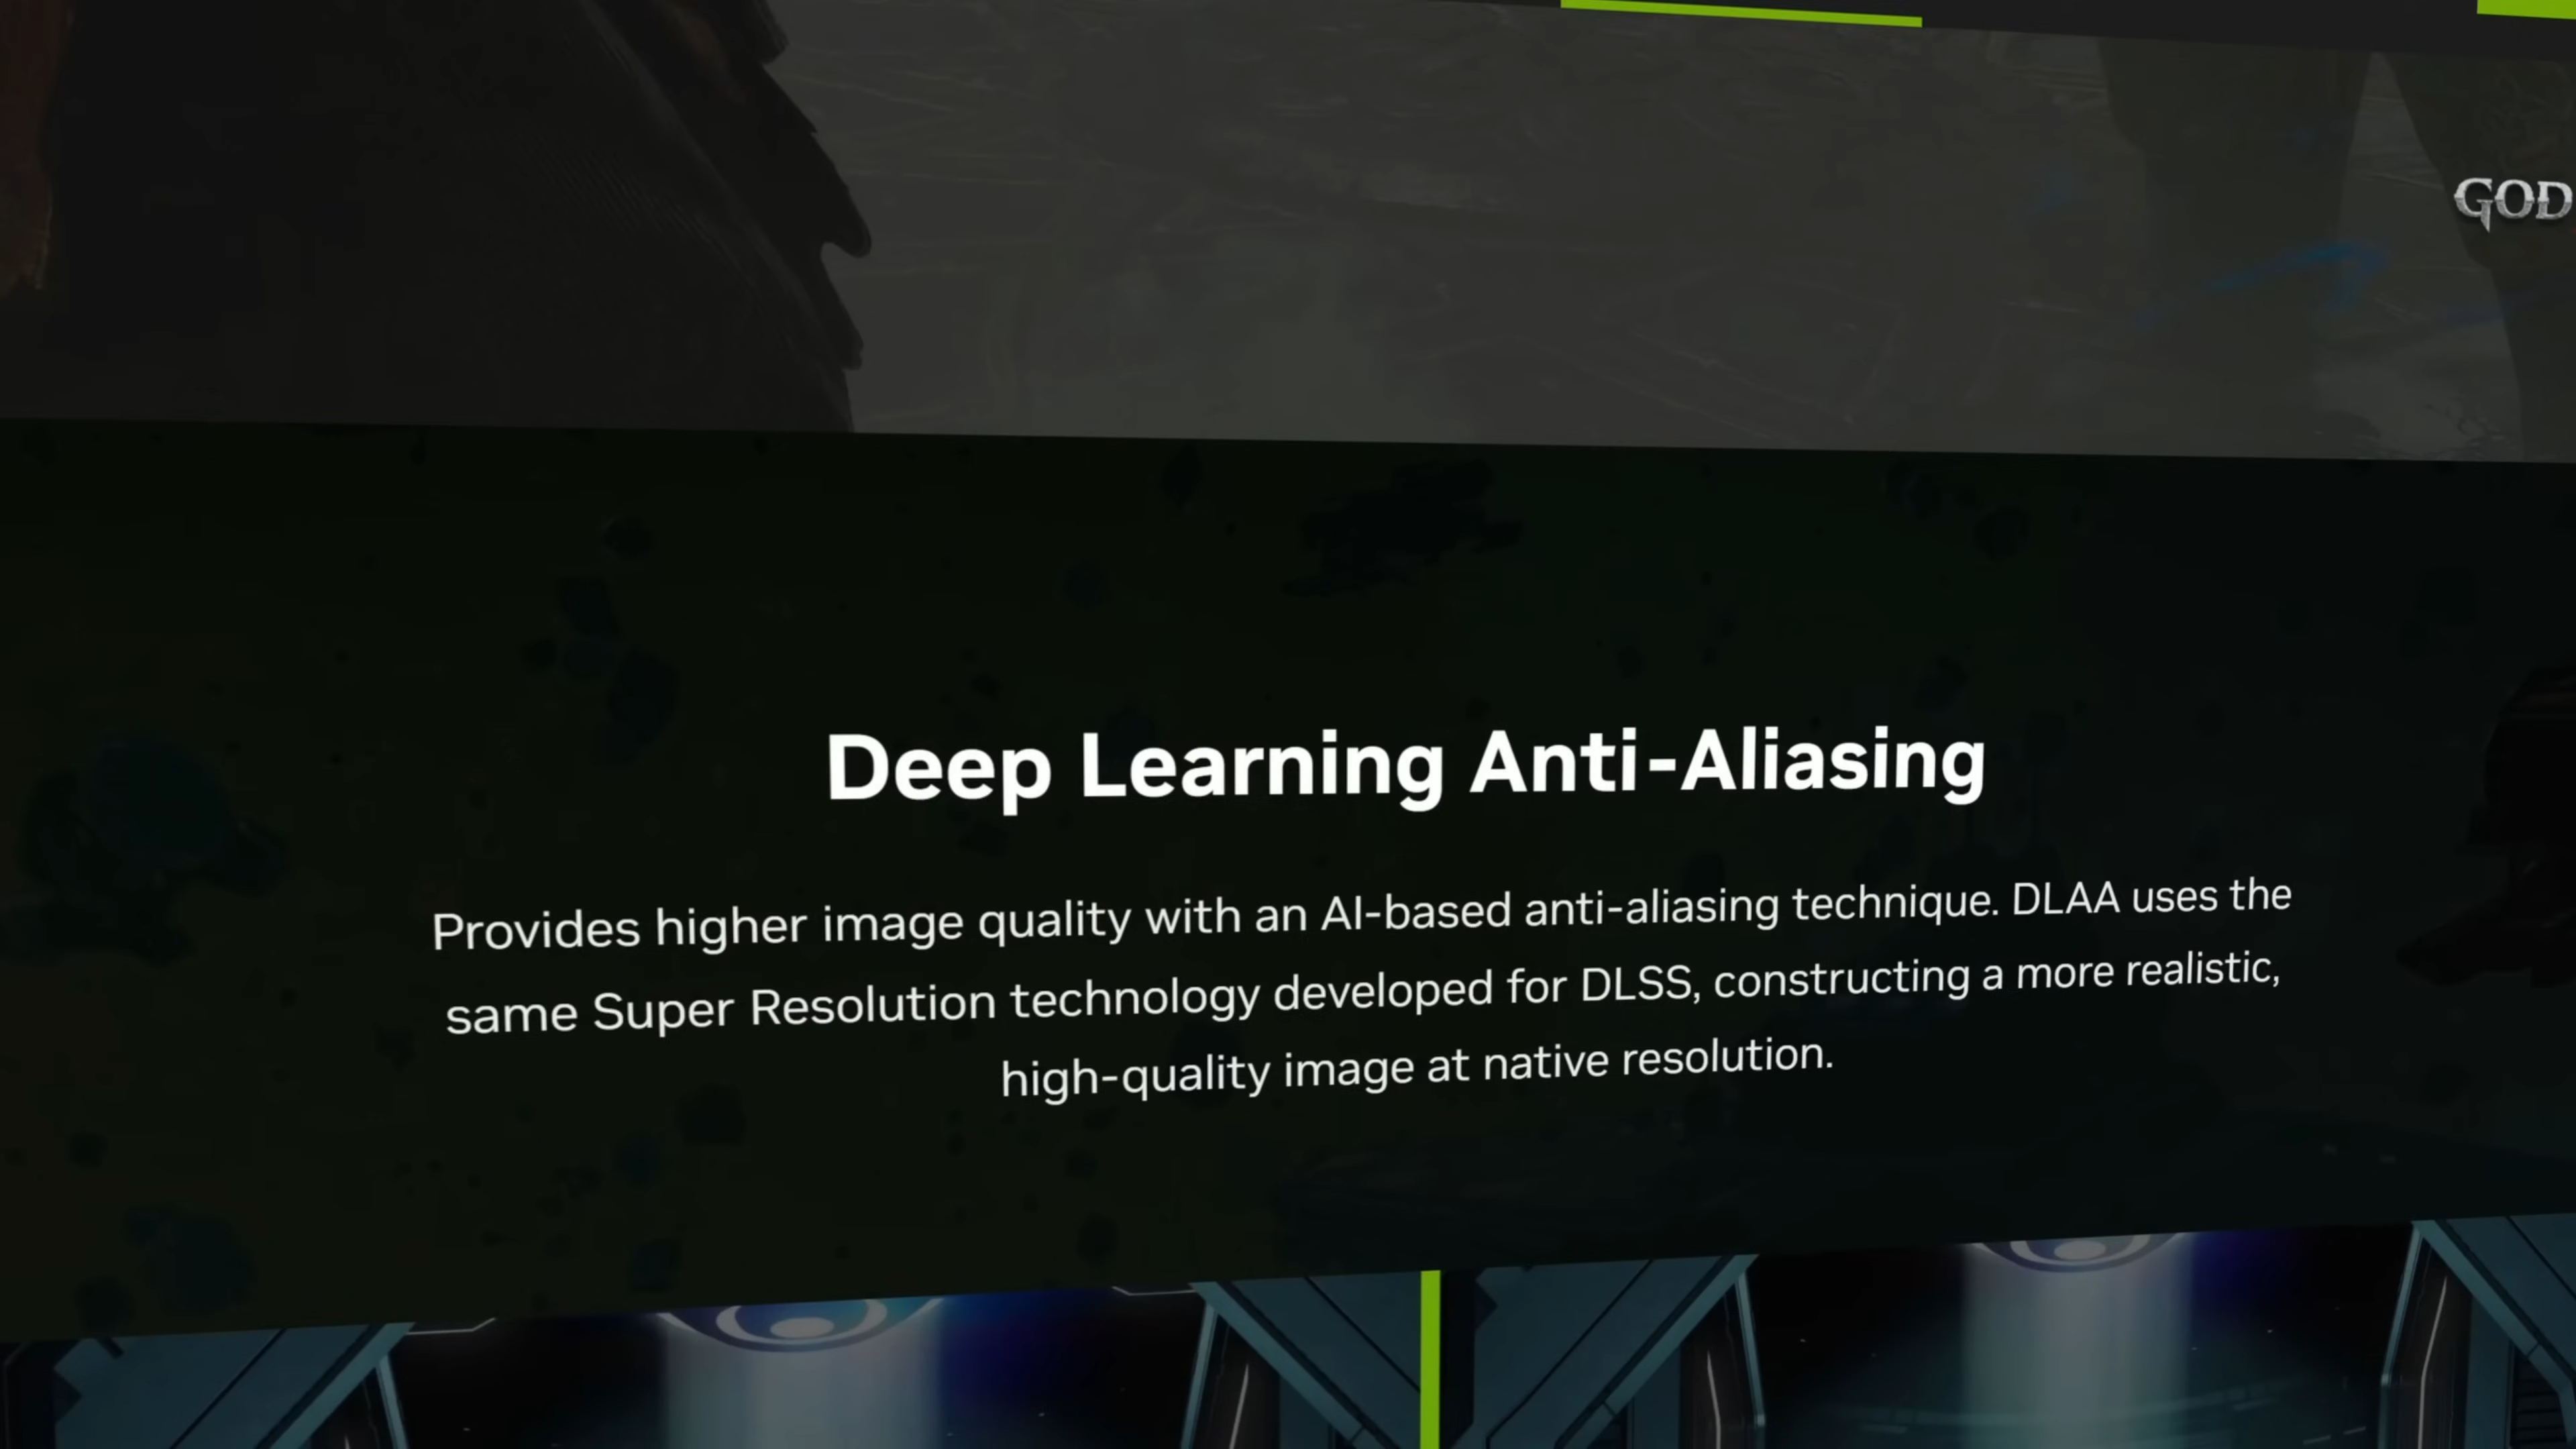 GOD
Deep Learning Anti-Aliasing
Provides higher image quality with an AI-based anti-aliasing technique. DLAA uses the
same Super Resolution technology developed for DLSS, constructing a more realistic,
high-quality image at native resolution.